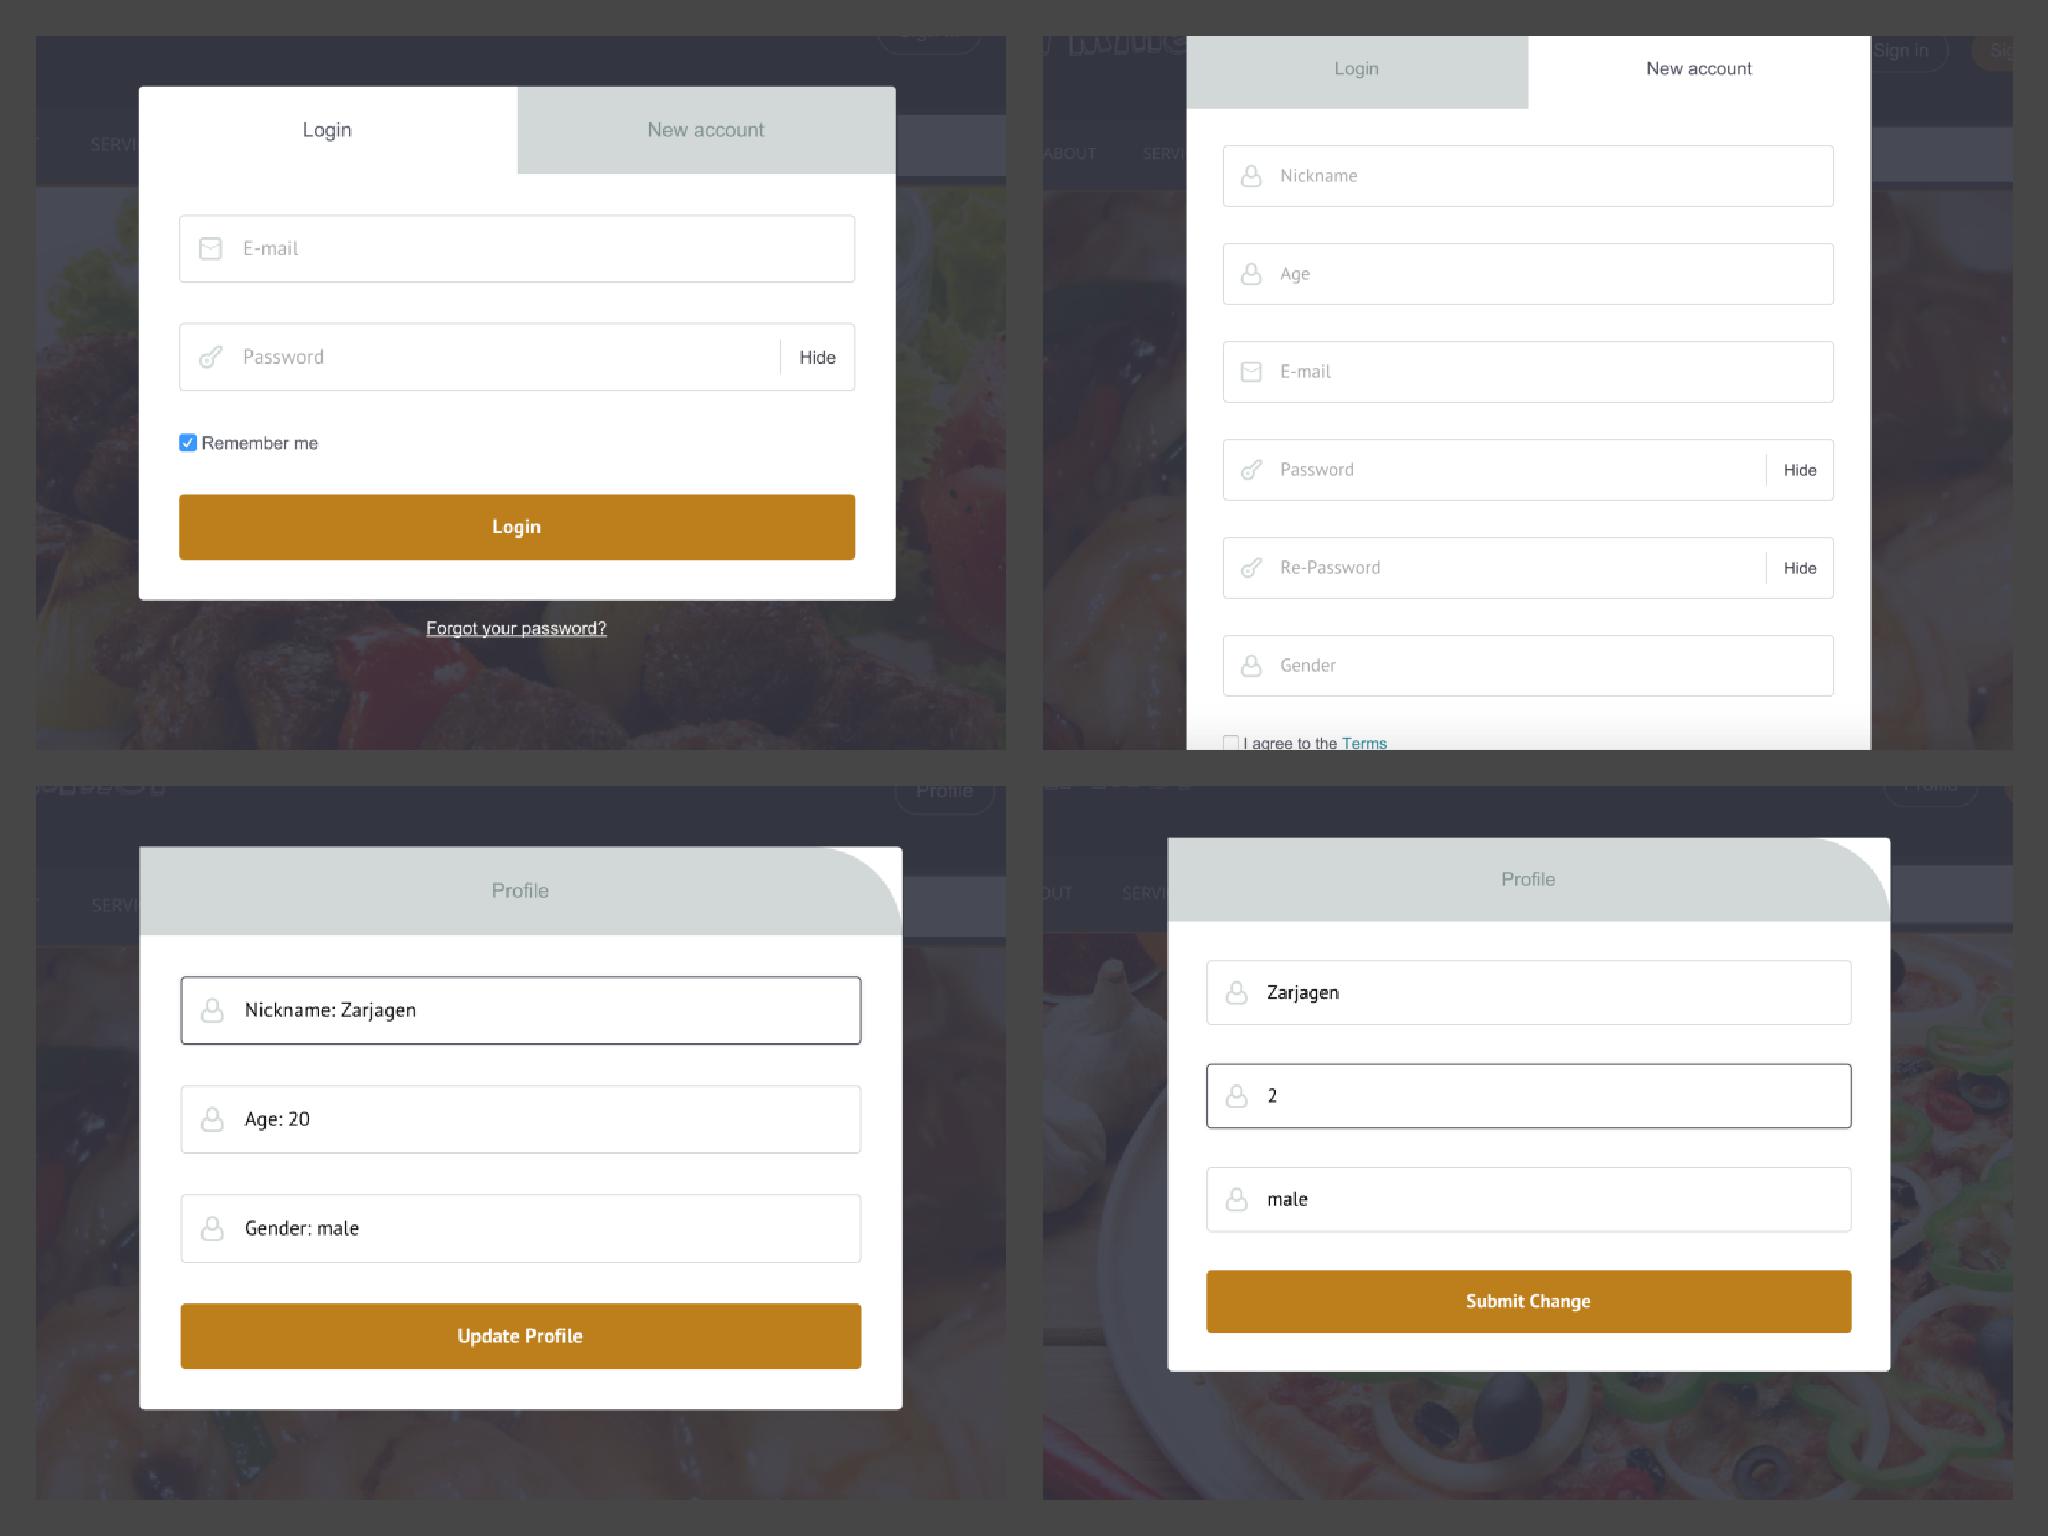 Login
New account
SERVI
E-mail
Password
Hide
Remember me
Login
Forgot your password?
Login
New account
Sign in
Sig
ABOUT
SERVI
Nickname
Age
E-mail
Password
Hide
Re-Password
Hide
Gender
I agree to the Terms
Profile
Profile
SERVI
Nickname: Zarjagen
Age: 20
Gender: male
Update Profile
Profile
OUT
SERVI
Zarjagen
2
male
Submit Change